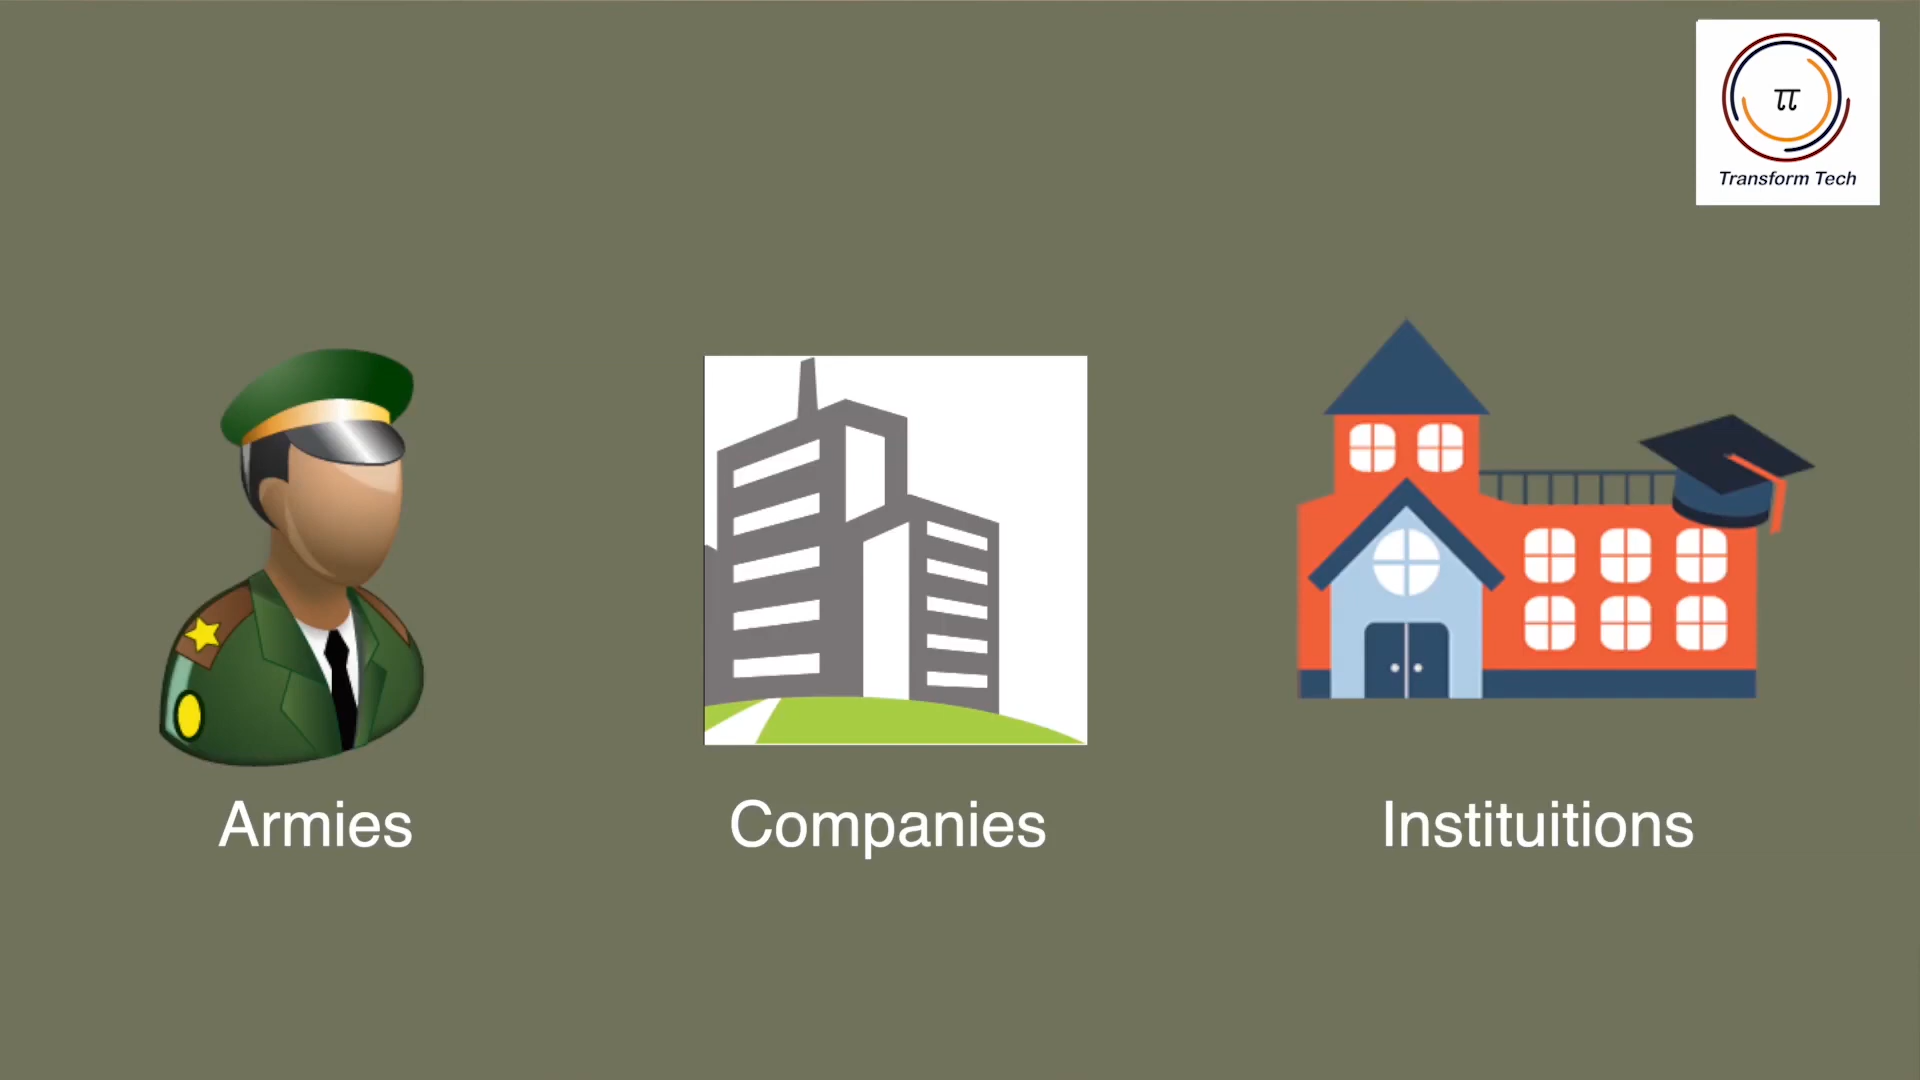 π
Transform Tech
Armies
Companies
Instituitions